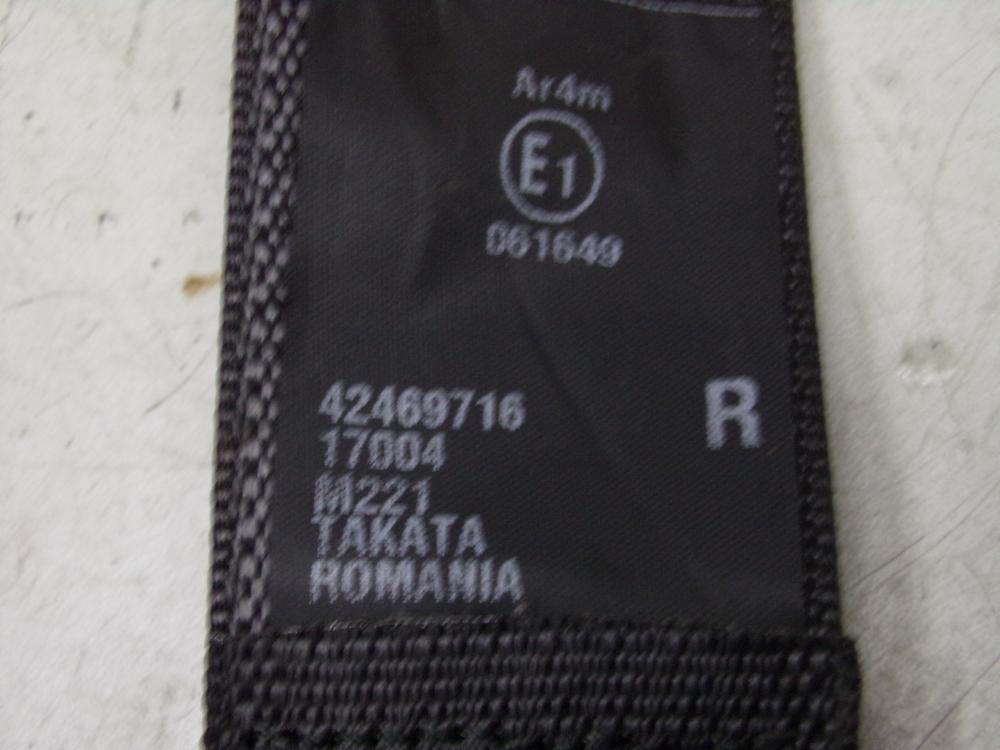 Ar4m
E1
061649
42469716
R
17004
M221
TAKATA
ROMANIA